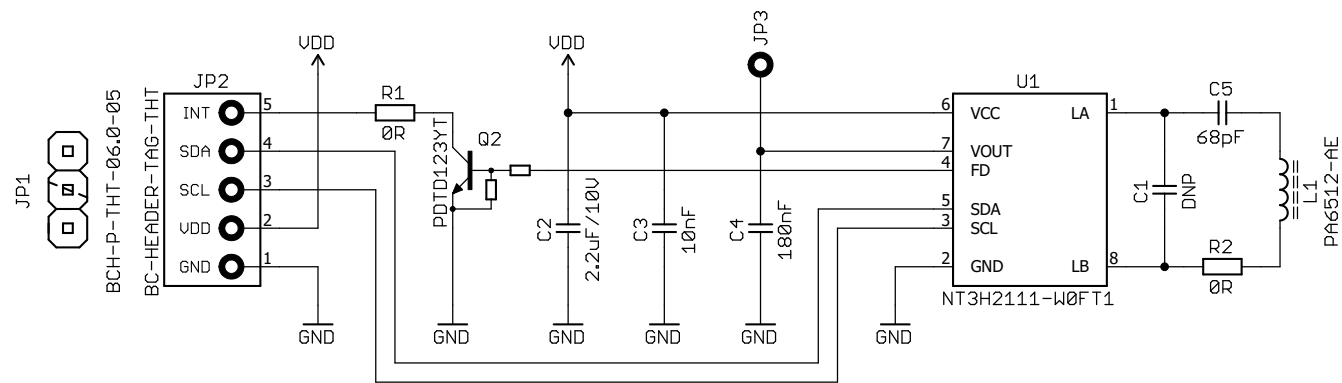 JP1
BCH-P-THT-06.0-05
BC-HEADER-TAG-THT
JP2
INT
SDA
SCL
VDD
GND
5
4
3
2
1
VDD
GND
R1
0R
Q2
PDTD123YT
GND
VDD
C2
2.2uF/10V
GND
C3
10nF
GND
JP3
C4
180nF
GND
GND
U1
6
7
4
5
3
2
VCC
VOUT
FD
SDA
SCL
GND
LA
LB
1
8
NT3H2111-W0FT1
C1
DNP
C5
68pF
R2
0R
L1
PA6512-AE